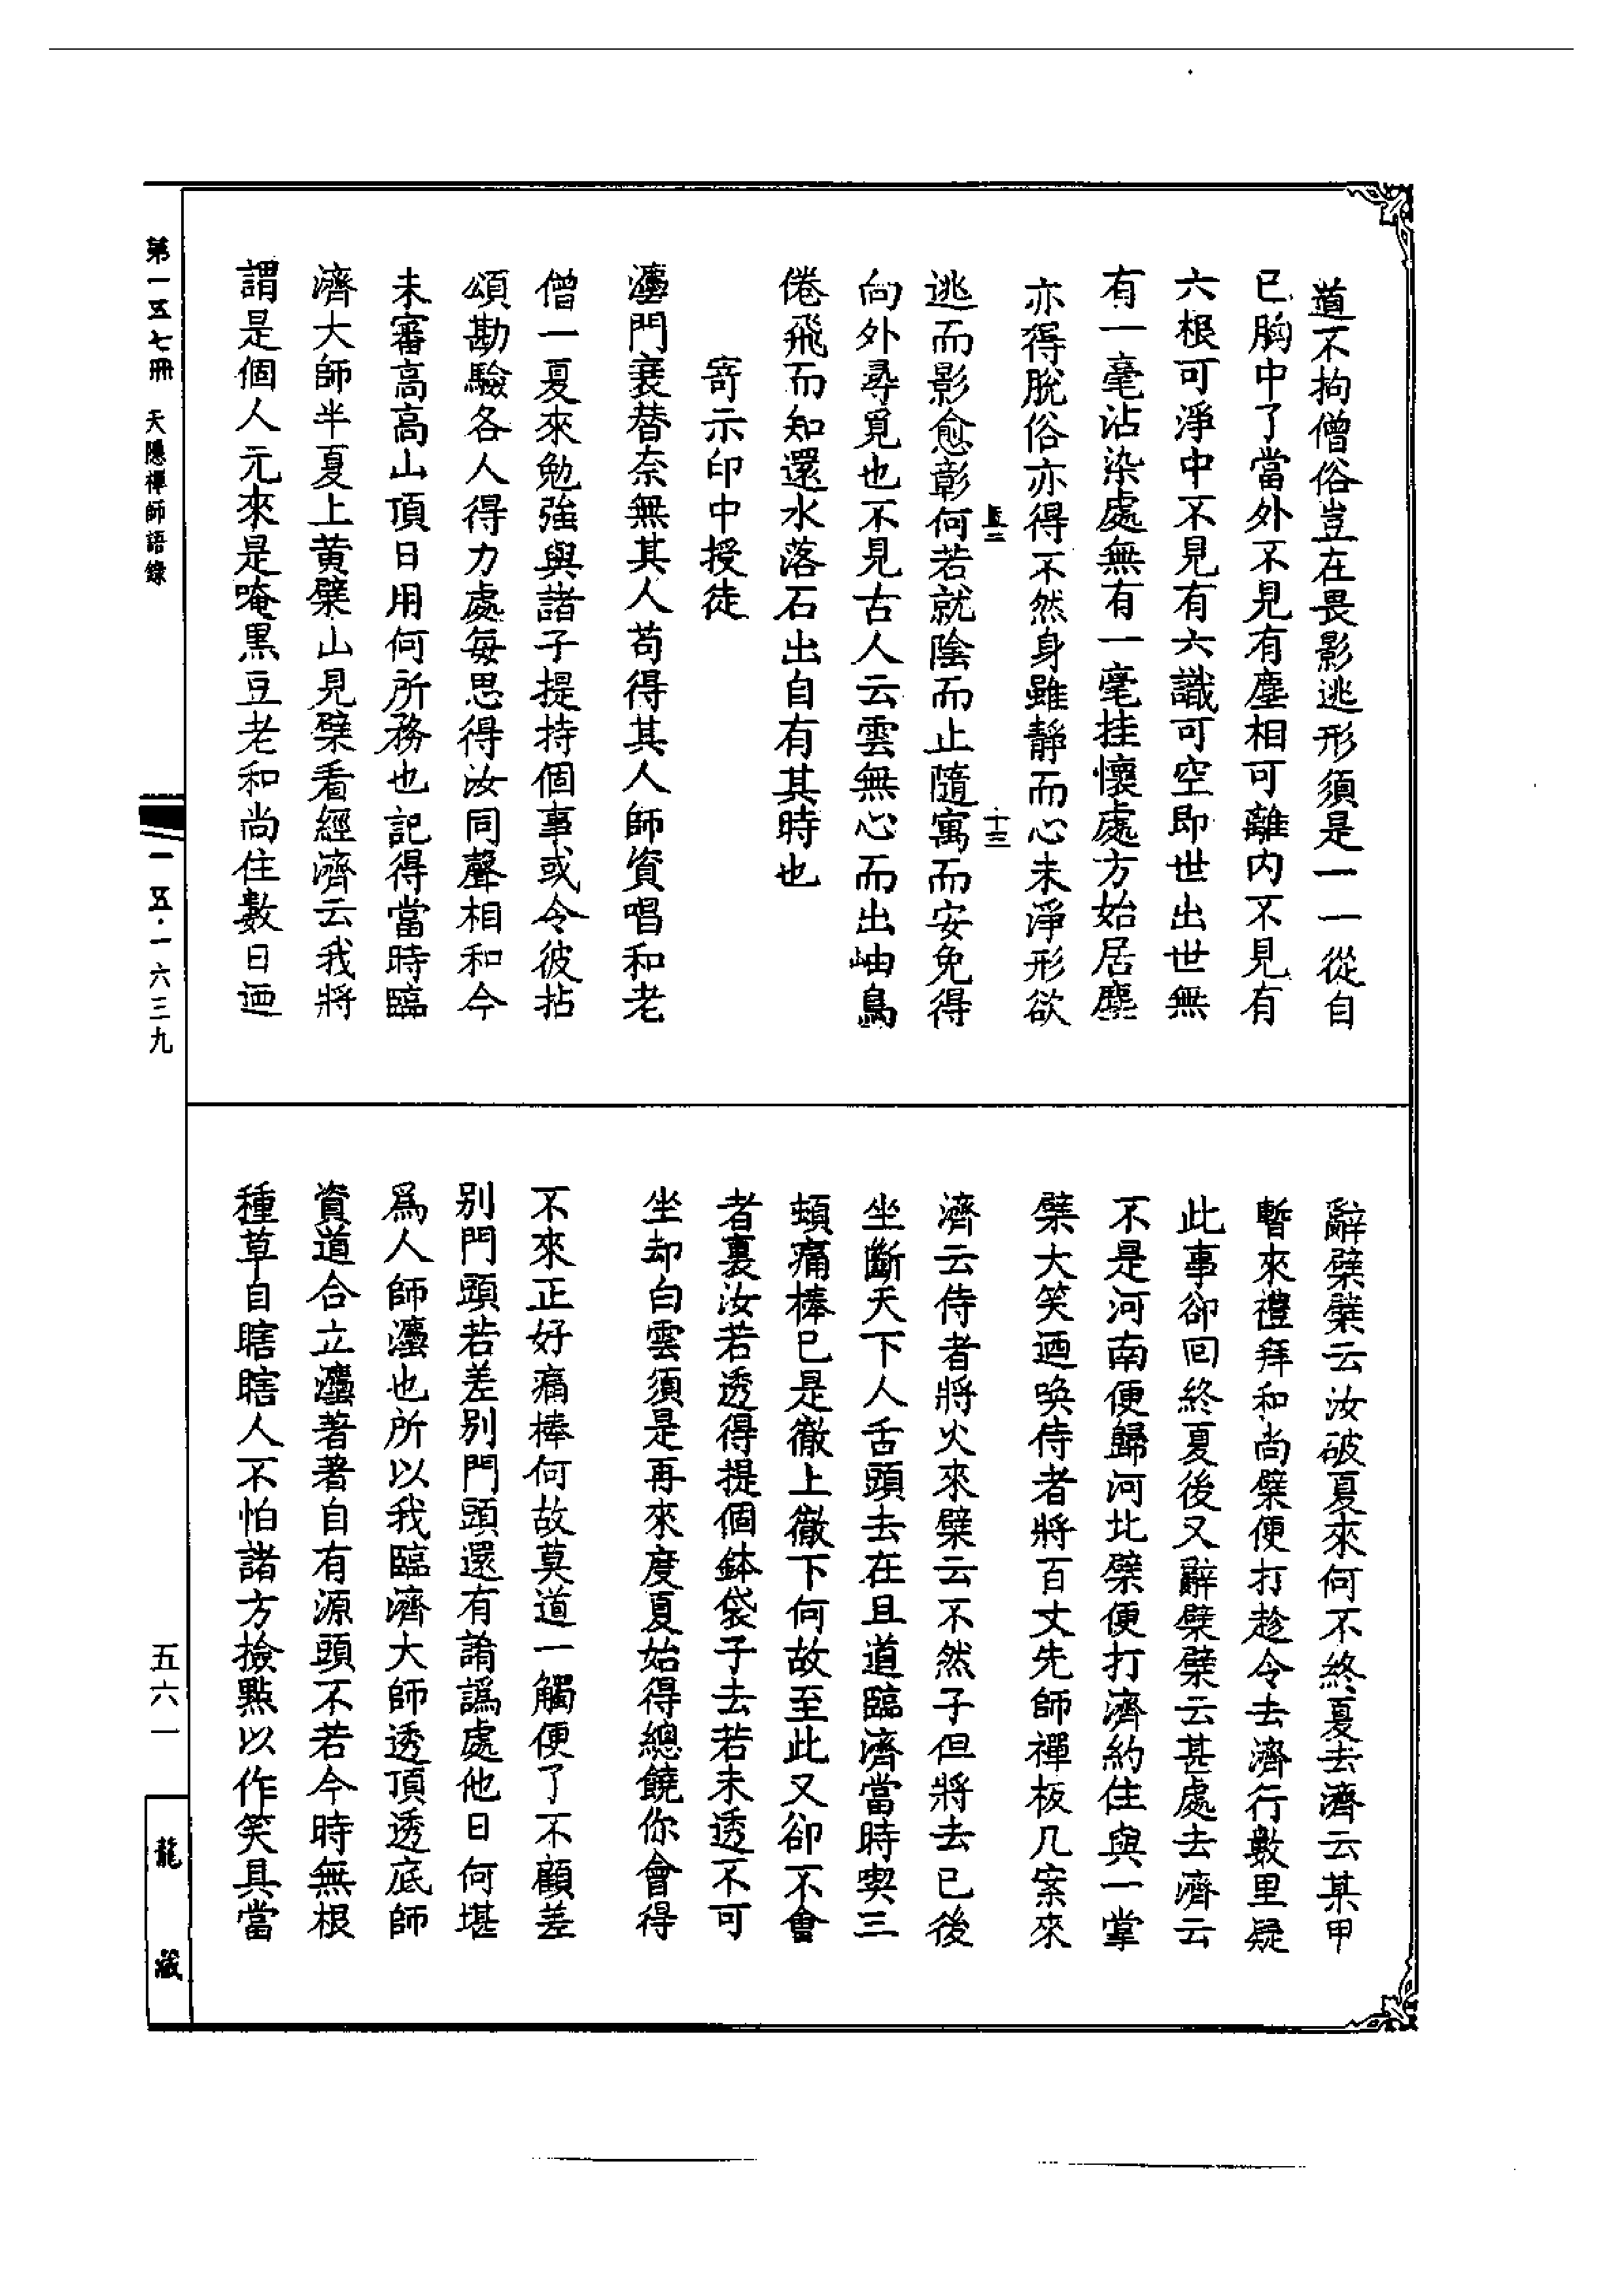 道不拘僧俗豈在畏影逃形須是一一從自
已胸中了當外不見有塵相可離内不見有
六根可淨中不見有六識可空即世出世無
有一毫沾染處無有一毫挂懷處方始居塵
亦得脫俗亦得不然身雖靜而心未淨形欲
逃而影愈彰何若就陰而止隨寓而安免得
向外尋覓也不見古人云雲無心而出岫鳥
倦飛而知還水落石出自有其時也
寄示印中授徒
灋門衰替奈無其人苟得其人師資唱和老
僧一夏來勉強與諸子提持個事或令彼拈
頌勘驗各人得力處每思得汝同聲相和今
未審高高山頂日用何所務也記得當時臨
濟大師半夏上黄檗山見檗看經濟云我將
謂是個人元來是唵黑豆老和尚住數日迺
辭檗檗云汝破夏來何不終夏去濟云某甲
暫來禮拜和尚檗便打趁令去濟行數里疑
此事卻回終夏後又辭檗檗云甚處去濟云
不是河南便歸河北檗便打濟約住與一掌
檗大笑迺喚侍者將百丈先師禪板几案來
濟云侍者將火來檗云不然子但將去已後
坐斷天下人舌頭去在且道臨濟當時喫三
頓痛棒已是徹上徹下何故至此又卻不會
者裏汝若透得提個鉢袋子去若未透不可
坐却白雲須是再來度夏始得總饒你會得
不來正好痛棒何故莫道一觸便了不顧差
别門頭若差别門頭還有誵譌處他日何堪
爲人師灋也所以我臨濟大師透頂透底師
資道合立灋著著自有源頭不若今時無根
種草自瞎瞎人不怕諸方撿點以作笑具當
第一五七冊 天隱禪師語錄
一五·一六三九
五六一
龍藏
十三